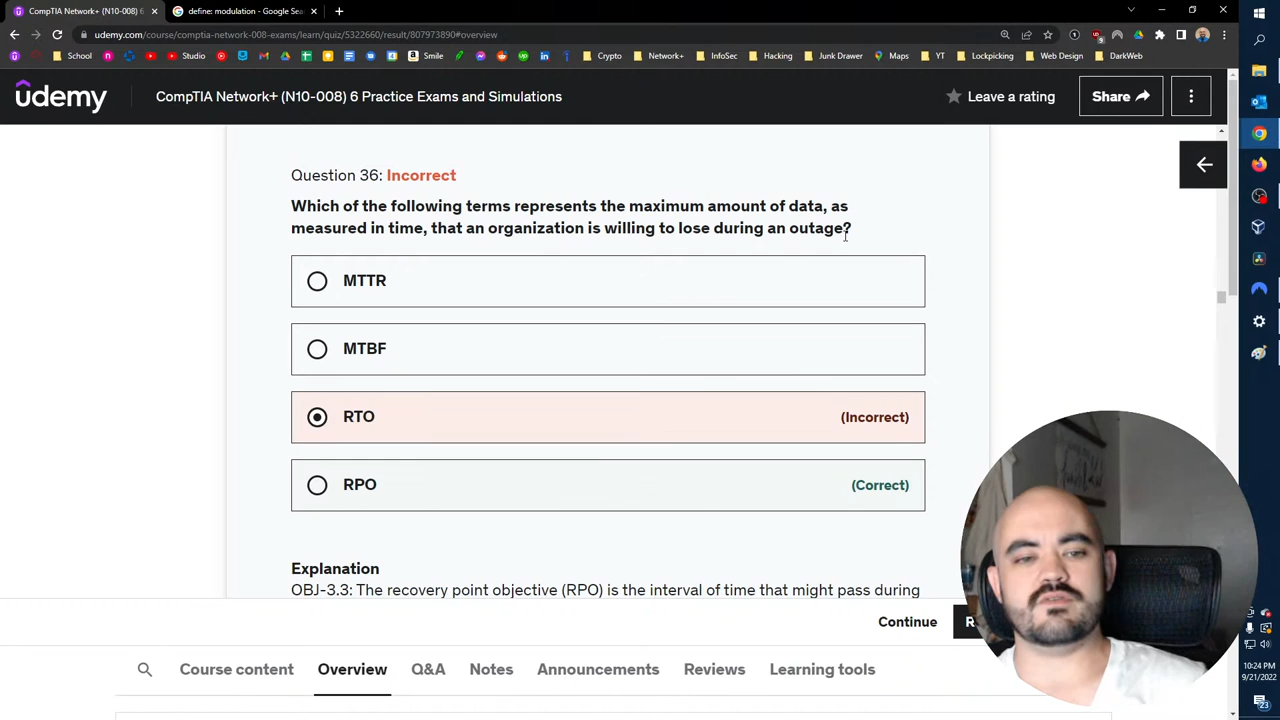 CompTIA Network+ (N10-008) 6
define: modulation - Google Sea
udemy.com/course/comptia-network-008-exams/learn/quiz/5322660/result/807973890#overview
School
Studio
Smile
Crypto
Network+
InfoSec
Hacking
Junk Drawer
Maps
YT
Lockpicking
Web Design
DarkWeb
ûdemy
CompTIA Network+ (N10-008) 6 Practice Exams and Simulations
Leave a rating
Share
Question 36: Incorrect
Which of the following terms represents the maximum amount of data, as
measured in time, that an organization is willing to lose during an outage?
MTTR
MTBF
RTO
(Incorrect)
RPO
(Correct)
Explanation
OBJ-3.3: The recovery point objective (RPO) is the interval of time that might pass during
Continue
Course content
Overview
Q&A
Notes
Announcements
Reviews
Learning tools
10:24 PM
9/21/2022
23